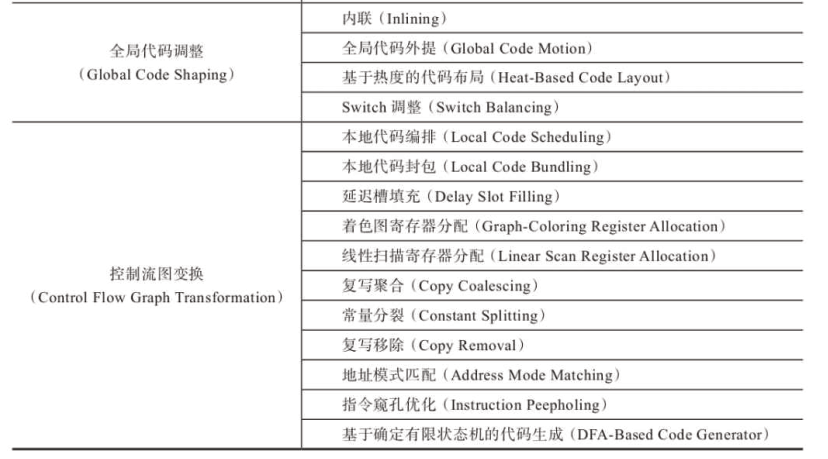 全局代码调整
（Global Code Shaping）
内联（Inlining）
全局代码外提（Global Code Motion）
基于热度的代码布局（Heat-Based Code Layout）
Switch 调整（Switch Balancing）
控制流图变换
（Control Flow Graph Transformation）
本地代码编排（Local Code Scheduling）
本地代码封包（Local Code Bundling）
延迟槽填充（Delay Slot Filling）
着色图寄存器分配（Graph-Coloring Register Allocation）
线性扫描寄存器分配（Linear Scan Register Allocation）
复写聚合（Copy Coalescing）
常量分裂（Constant Splitting）
复写移除（Copy Removal）
地址模式匹配（Address Mode Matching）
指令窥孔优化（Instruction Peepholing）
基于确定有限状态机的代码生成（DFA-Based Code Generator）